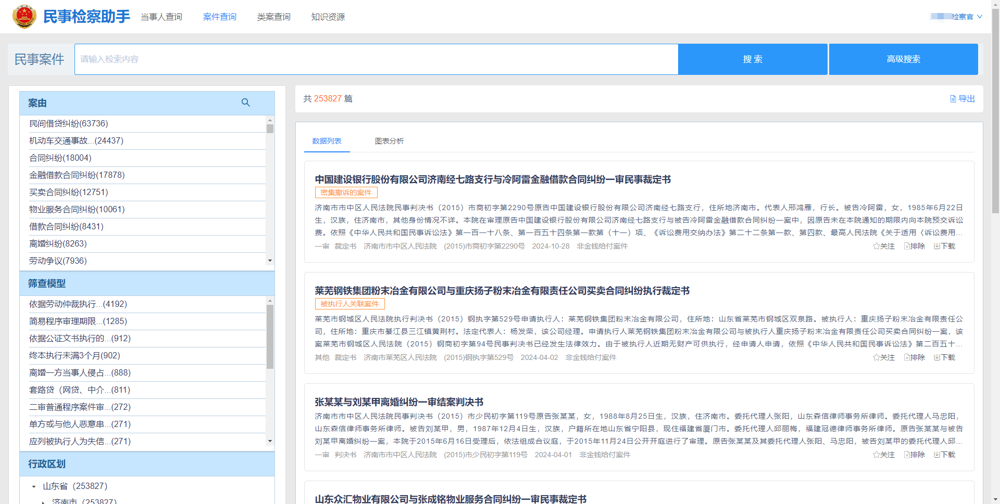 民事检察助手
当事人查询
案件查询
类案查询
知识资源
检察官
民事案件
请输入检索内容
搜 索
高级搜索
案由
民间借贷纠纷(63736)
机动车交通事故...(24437)
合同纠纷(18004)
金融借款合同纠纷(17878)
买卖合同纠纷(12751)
物业服务合同纠纷(10061)
借款合同纠纷(8431)
离婚纠纷(8263)
劳动争议(7936)
筛查模型
依据劳动仲裁执行...(4192)
简易程序审理期限...(1285)
依据公证文书执行的...(912)
终本执行未满3个月(902)
离婚一方当事人侵占...(888)
套路贷（网贷、中介...(811)
二审普通程序案件审...(272)
单方或与他人恶意串...(271)
应列被执行人为失信...(271)
行政区划
山东省（253827）
济南市（253827）
共 253827 篇
导出
数据列表
图表分析
中国建设银行股份有限公司济南经七路支行与冷阿雷金融借款合同纠纷一审民事裁定书
密集撤诉的案件
济南市市中区人民法院民事判决书（2015）市商初字第2290号原告中国建设银行股份有限公司济南经七路支行，住所地济南市。代表人邢鸿雁，行长。被告冷阿雷，女，1985年6月22日
生，汉族，住济南市，其他身份情况不详。本院在审理原告中国建设银行股份有限公司济南经七路支行与被告冷阿雷金融借款合同纠纷一案中，因原告未在本院通知的期限内向本院预交诉讼
费。依照《中华人民共和国民事诉讼法》第一百一十八条、第一百五十四条第一款第（十一）项、《诉讼费用交纳办法》第二十二条第一款、第四款、最高人民法院《关于适用〈诉讼费用...
一审 裁定书 济南市市中区人民法院 (2015)市商初字第2290号 2024-10-28 非金钱给付案件
关注 排除 下载
莱芜钢铁集团粉末冶金有限公司与重庆扬子粉末冶金有限责任公司买卖合同纠纷执行裁定书
被执行人关联案件
莱芜市钢城区人民法院执行判决书（2015）钢执字第529号申请执行人：莱芜钢铁集团粉末冶金有限公司，住所地：山东省莱芜市钢城区双泉路。被执行人：重庆扬子粉末冶金有限责任公
司，住所地：重庆市綦江县三江镇黄荆村。法定代表人：杨发荣，该公司经理。申请执行人莱芜钢铁集团粉末冶金有限公司与被执行人重庆扬子粉末冶金有限责任公司买卖合同纠纷一案，该
案莱芜市钢城区人民法院（2015）钢商初字第94号民事判决书已经发生法律效力。由于被执行人近期无财产可供执行，经申请人申请，依照《中华人民共和国民事诉讼法》第二百五十...
其他 裁定书 济南市莱芜区人民法院 (2015)钢执字第529号 2024-04-02 非金钱给付案件
关注 排除 下载
张某某与刘某甲离婚纠纷一审结案判决书
济南市市中区人民法院民事判决书（2015）市少民初字第119号原告张某某，女，1988年8月25日生，汉族，住济南市。委托代理人张阳，山东森信律师事务所律师。委托代理人马忠阳，
山东森信律师事务所律师。被告刘某甲，男，1987年12月4日生，汉族，户籍所在地山东省宁阳县，现住福建省厦门市。委托代理人邱丽梅，福建冠德律师事务所律师。原告张某某与被告
刘某甲离婚纠纷一案，本院于2015年6月16日受理后，依法组成合议庭，于2015年11月24日公开开庭进行了审理。原告张某某及其委托代理人张阳、马忠阳，被告刘某甲的委托代理人邱...
一审 判决书 济南市市中区人民法院 (2015)市少民初字第119号 2024-04-01 非金钱给付案件
关注 排除 下载
山东众汇物业有限公司与张成铭物业服务合同纠纷一审民事裁定书